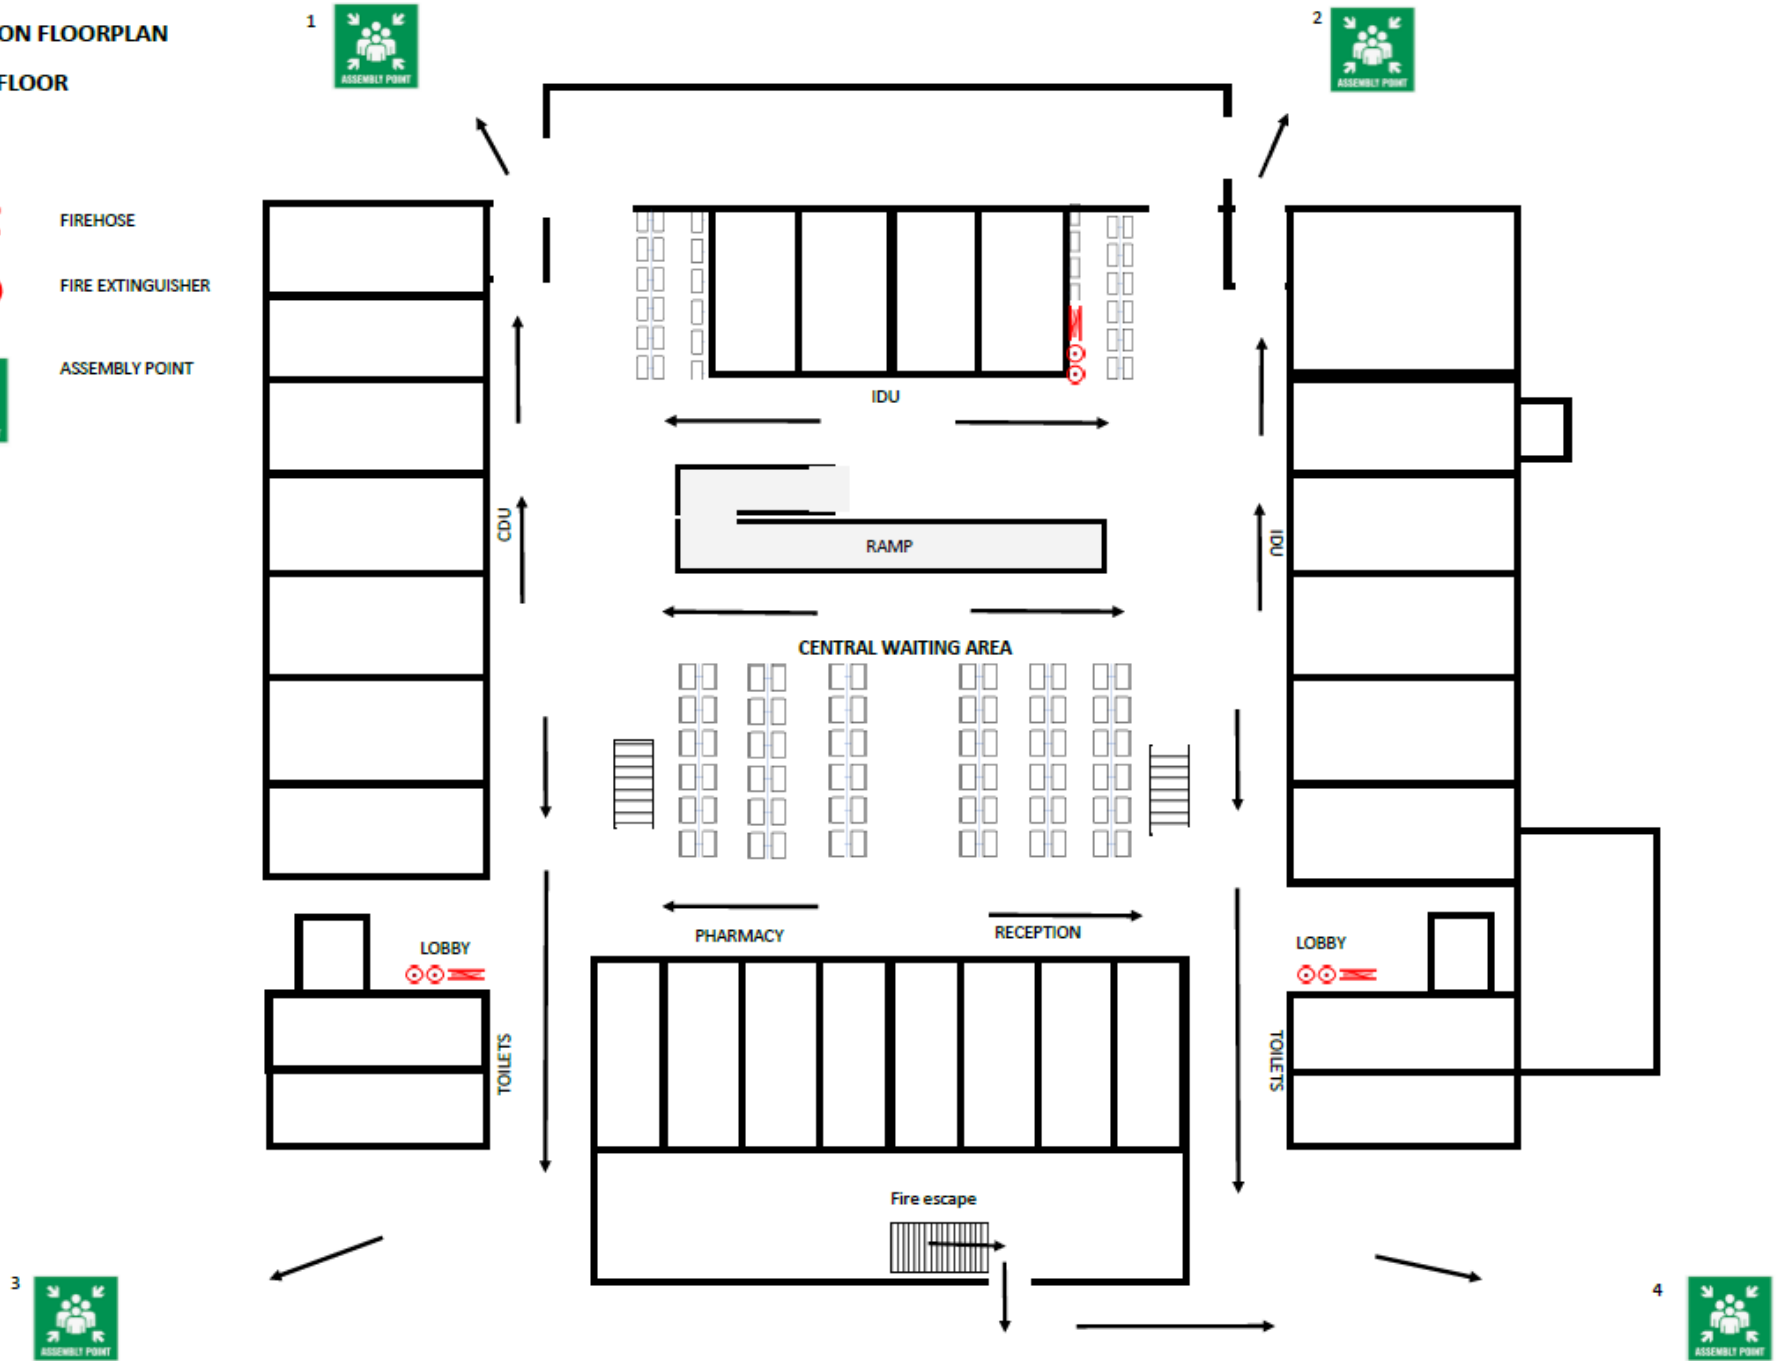 ON FLOORPLAN
FLOOR
1
ASSEMBLY POINT
2
ASSEMBLY POINT
FIREHOSE
FIRE EXTINGUISHER
ASSEMBLY POINT
IDU
CDU
RAMP
IDU
CENTRAL WAITING AREA
PHARMACY
RECEPTION
LOBBY
LOBBY
TOILETS
TOILETS
Fire escape
3
ASSEMBLY POINT
4
ASSEMBLY POINT